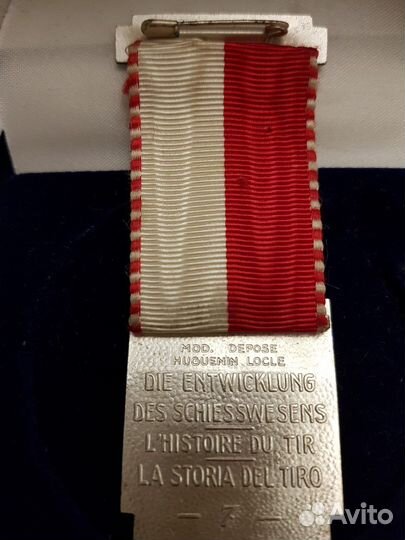 MOD. DEPOSE
HUGUENIN LOCLE
DIE ENTWICKLUNG
DES SCHIESSWESENS
L'HISTOIRE DU TIR
LA STORIA DEL TIRO
— 7 —
Avito